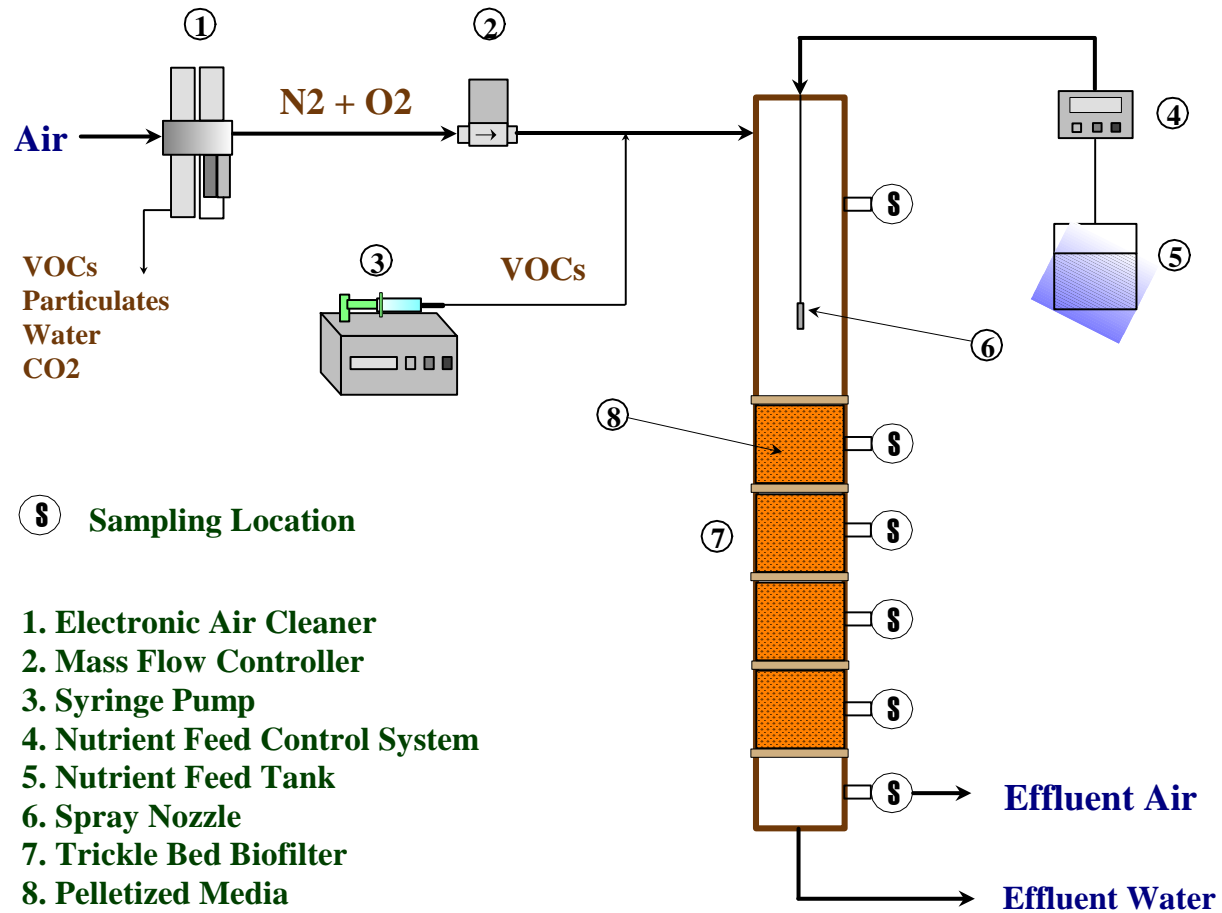 1
2
N2 + O2
Air
4
S
VOCs
Particulates
Water
CO2
3
VOCs
5
6
8
S
S Sampling Location
7
S
S
S
1. Electronic Air Cleaner
2. Mass Flow Controller
3. Syringe Pump
4. Nutrient Feed Control System
5. Nutrient Feed Tank
6. Spray Nozzle
7. Trickle Bed Biofilter
8. Pelletized Media
S Effluent Air
Effluent Water